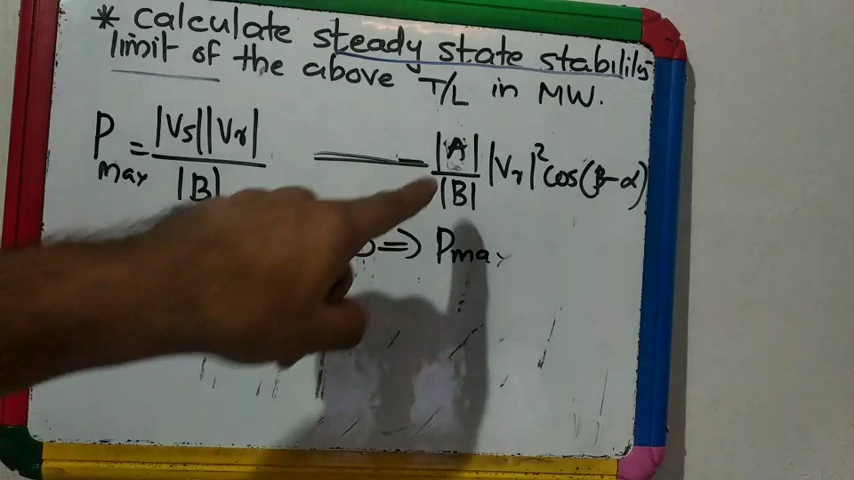 * Calculate steady state stability
limit of the above T/L in MW.
P max = |Vs||Vr| / |B| — |A| / |B| |Vr|² cos(β-α)
=> Pmax